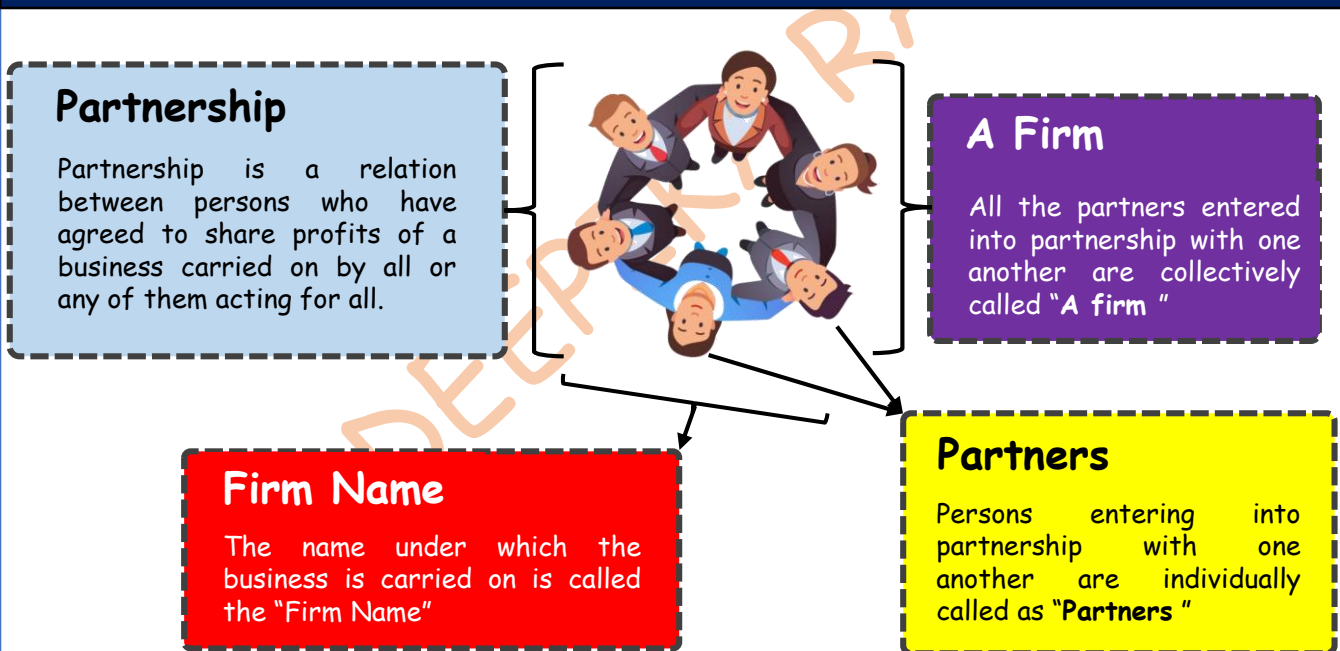 Partnership
Partnership is a relation
between persons who have
agreed to share profits of a
business carried on by all or
any of them acting for all.
A Firm
All the partners entered
into partnership with one
another are collectively
called “A firm ”
Firm Name
The name under which the
business is carried on is called
the “Firm Name”
Partners
Persons entering into
partnership with one
another are individually
called as “Partners ”